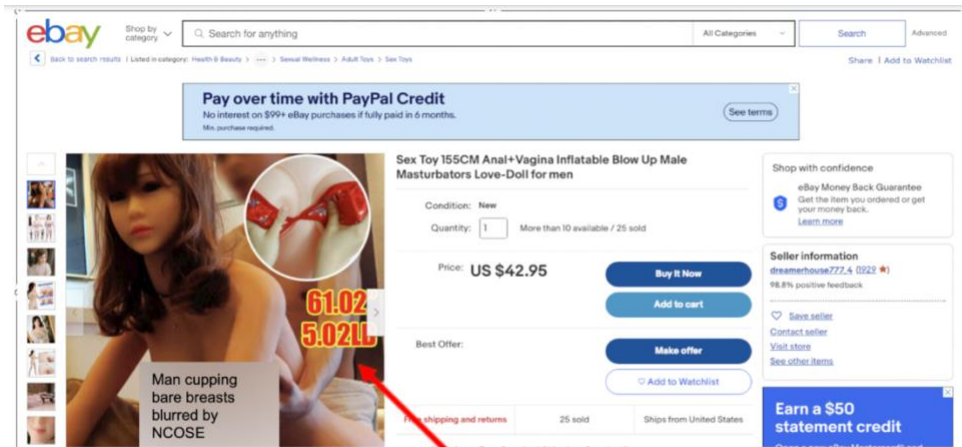 ebay
Shop by category
Search for anything
All Categories
Search
Advanced
Back to search results | Listed in category: Health & Beauty > ... > Sexual Wellness > Adult Toys > Sex Toys
Share | Add to Watchlist
Pay over time with PayPal Credit
No interest on $99+ eBay purchases if fully paid in 6 months.
Min. purchase required.
See terms
Sex Toy 155CM Anal+Vagina Inflatable Blow Up Male
Masturbators Love-Doll for men
Condition: New
Quantity: 1 More than 10 available / 25 sold
Price: US $42.95
Buy It Now
Add to cart
Best Offer:
Make offer
Add to Watchlist
shipping and returns
25 sold
Ships from United States
61.02
5.02LB
Man cupping
bare breasts
blurred by
NCOSE
Shop with confidence
eBay Money Back Guarantee
Get the item you ordered or get
your money back.
Learn more
Seller information
dreamerhouse777_4 (1929)
98.8% positive feedback
Save seller
Contact seller
Visit store
See other items
Earn a $50
statement credit